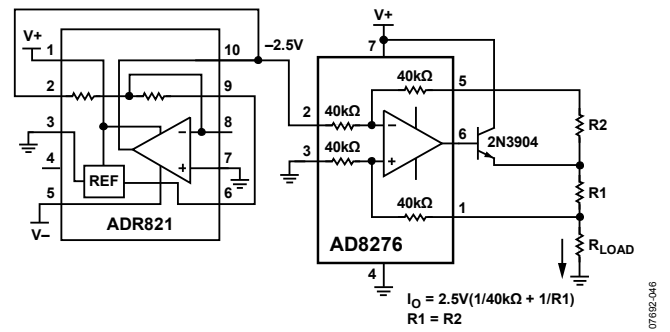 V+
1
10
–2.5V
2
9
3
8
4
7
REF
5
6
V–
ADR821
V+
7
40kΩ
5
2
40kΩ
–
R2
6
2N3904
3
40kΩ
+
R1
40kΩ
1
AD8276
RLOAD
4
IO = 2.5V(1/40kΩ + 1/R1)
R1 = R2
07692-046